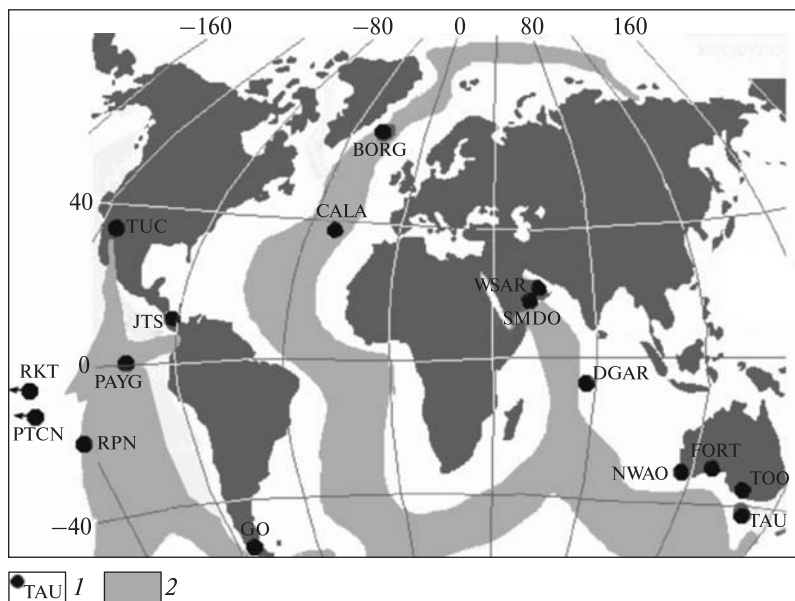 −160 −80 0 80 160
BORG
40
CALA
TUC
WSAR
SMDO
JTS
0
RKT
PAYG
DGAR
PTCN
RPN
FORT
NWAO
TOO
TAU
−40
GO
TAU 1 2